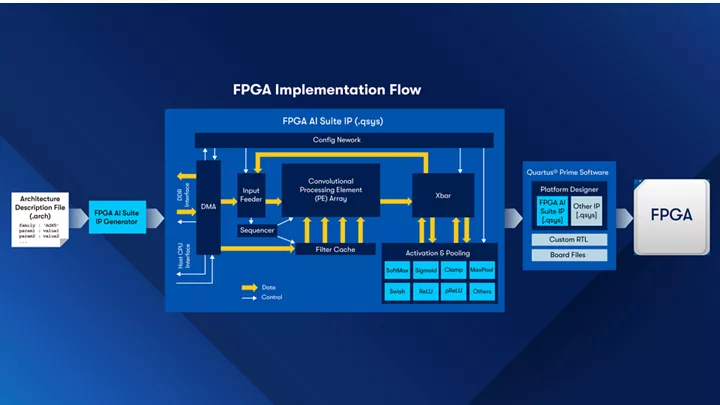 FPGA Implementation Flow
FPGA AI Suite IP (.qsys)
Config Nework
Architecture
Description File
(.arch)
family : 'AGX5'
param1 : value1
param2 : value2
...
FPGA AI Suite
IP Generator
DDR
Interface
Host CPU
Interface
DMA
Input
Feeder
Sequencer
Convolutional
Processing Element
(PE) Array
Filter Cache
Xbar
Activation & Pooling
SoftMax
Sigmoid
Clamp
MaxPool
Swish
ReLU
pReLU
Others
Data
Control
Quartus® Prime Software
Platform Designer
FPGA AI
Suite IP
[.qsys]
Other IP
[.qsys]
Custom RTL
Board Files
FPGA